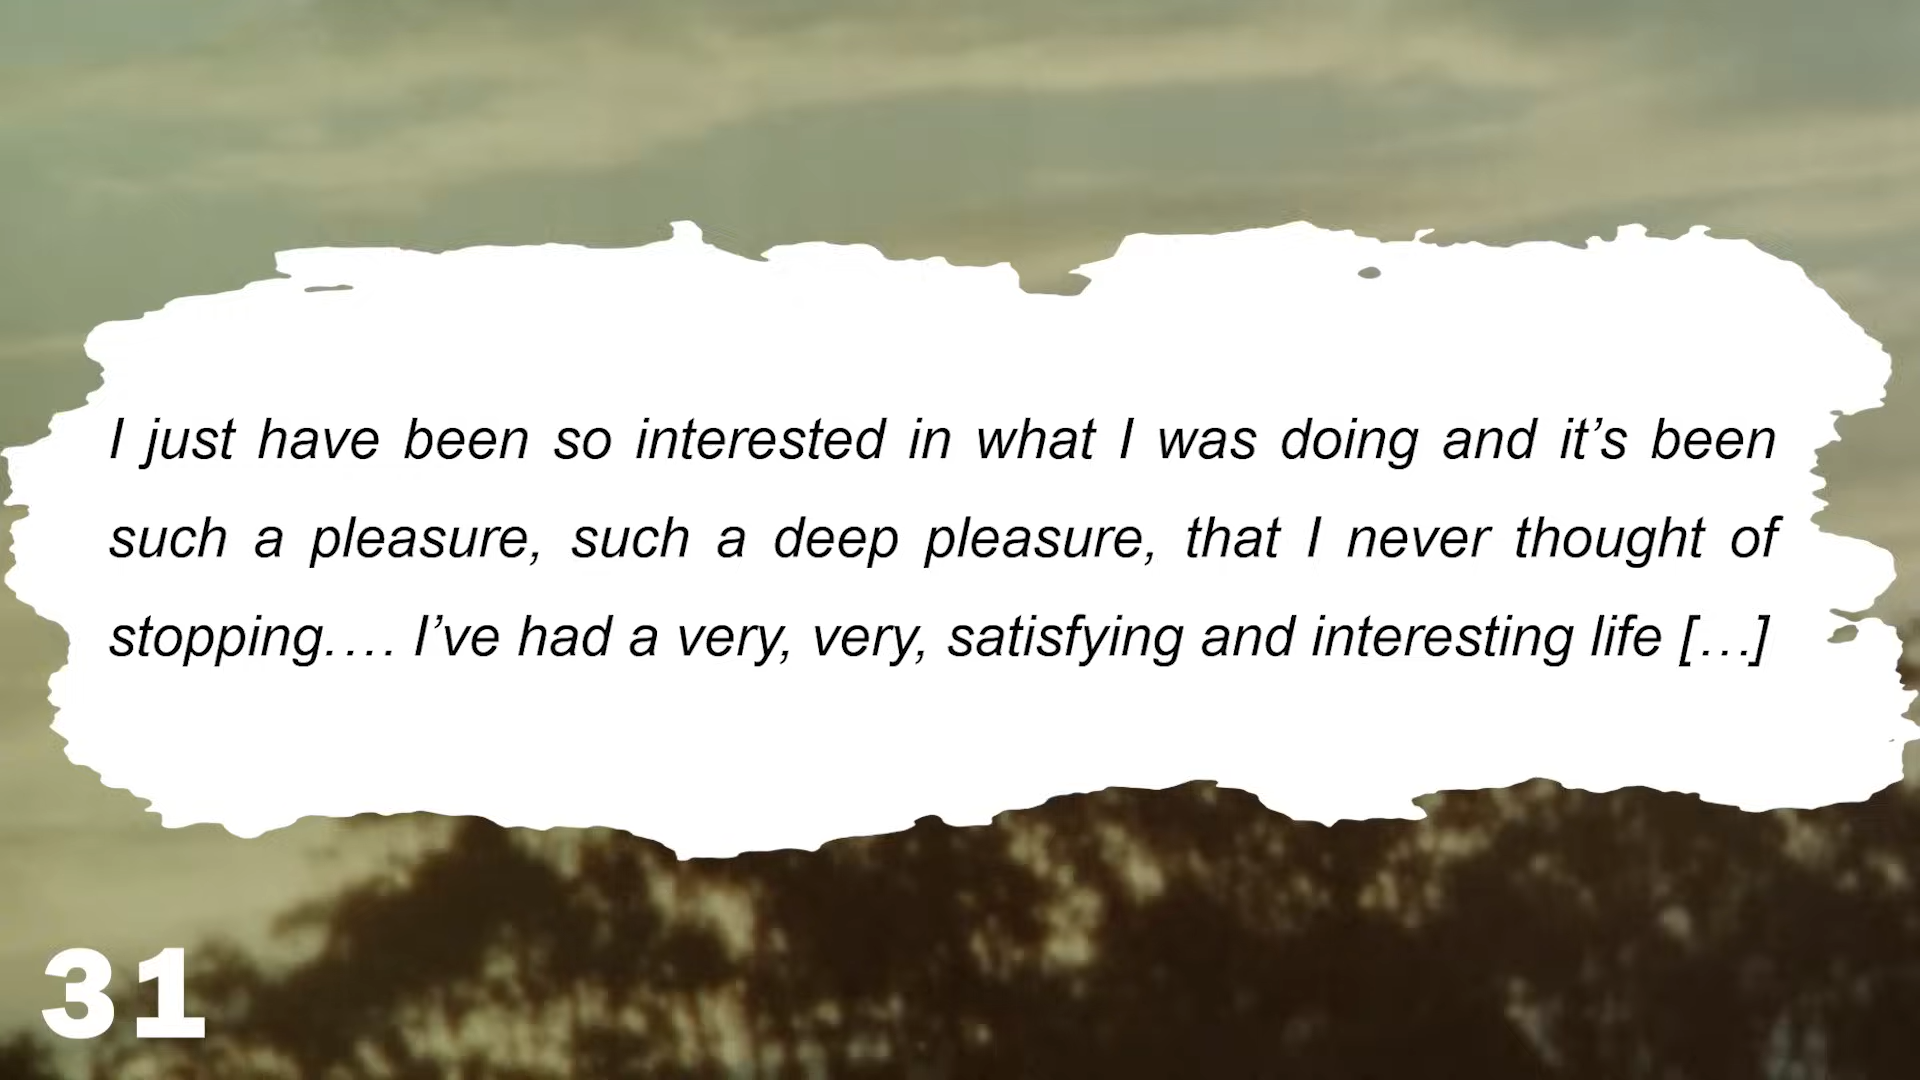 I just have been so interested in what I was doing and it’s been
such a pleasure, such a deep pleasure, that I never thought of
stopping.… I’ve had a very, very, satisfying and interesting life […]
31